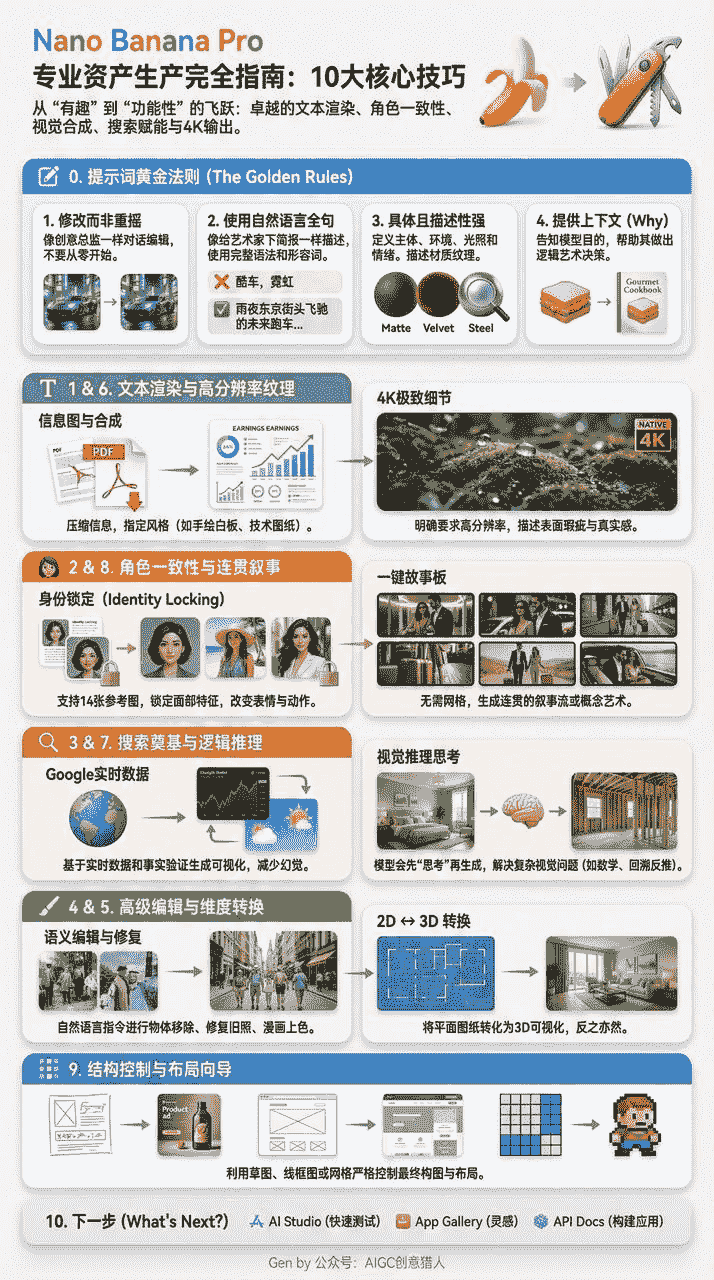 Nano Banana Pro
专业资产生产完全指南：10大核心技巧
从 “有趣” 到 “功能性” 的飞跃：卓越的文本渲染、角色一致性、
视觉合成、搜索赋能与4K输出。
0. 提示词黄金法则 (The Golden Rules)
1. 修改而非重摇
像创意总监一样对话编辑，
不要从零开始。
2. 使用自然语言全句
像给艺术家下简报一样描述，
使用完整语法和形容词。
酷车，霓虹
雨夜东京街头飞驰
的未来跑车...
3. 具体且描述性强
定义主体、环境、光照和
情绪。描述材质纹理。
Matte Velvet Steel
4. 提供上下文 (Why)
告知模型目的，帮助其做出
逻辑艺术决策。
Gourmet
Cookbook
1 & 6. 文本渲染与高分辨率纹理
信息图与合成
PDF
PDF
EARNINGS EARNINGS
压缩信息，指定风格（如手绘白板、技术图纸）。
4K极致细节
NATIVE
4K
明确要求高分辨率，描述表面瑕疵与真实感。
2 & 8. 角色一致性与连贯叙事
身份锁定（Identity Locking）
Identity Locking
支持14张参考图，锁定面部特征，改变表情与动作。
一键故事板
无需网格，生成连贯的叙事流或概念艺术。
3 & 7. 搜索奠基与逻辑推理
Google实时数据
基于实时数据和事实验证生成可视化，减少幻觉。
视觉推理思考
模型会先“思考”再生成，解决复杂视觉问题（如数学、回溯反推）。
4 & 5. 高级编辑与维度转换
语义编辑与修复
自然语言指令进行物体移除、修复旧照、漫画上色。
2D ↔ 3D 转换
将平面图纸转化为3D可视化，反之亦然。
9. 结构控制与布局向导
Product
ad
利用草图、线框图或网格严格控制最终构图与布局。
10. 下一步 (What's Next?)
AI Studio (快速测试)
App Gallery (灵感)
API Docs (构建应用)
Gen by 公众号：AIGC创意猎人